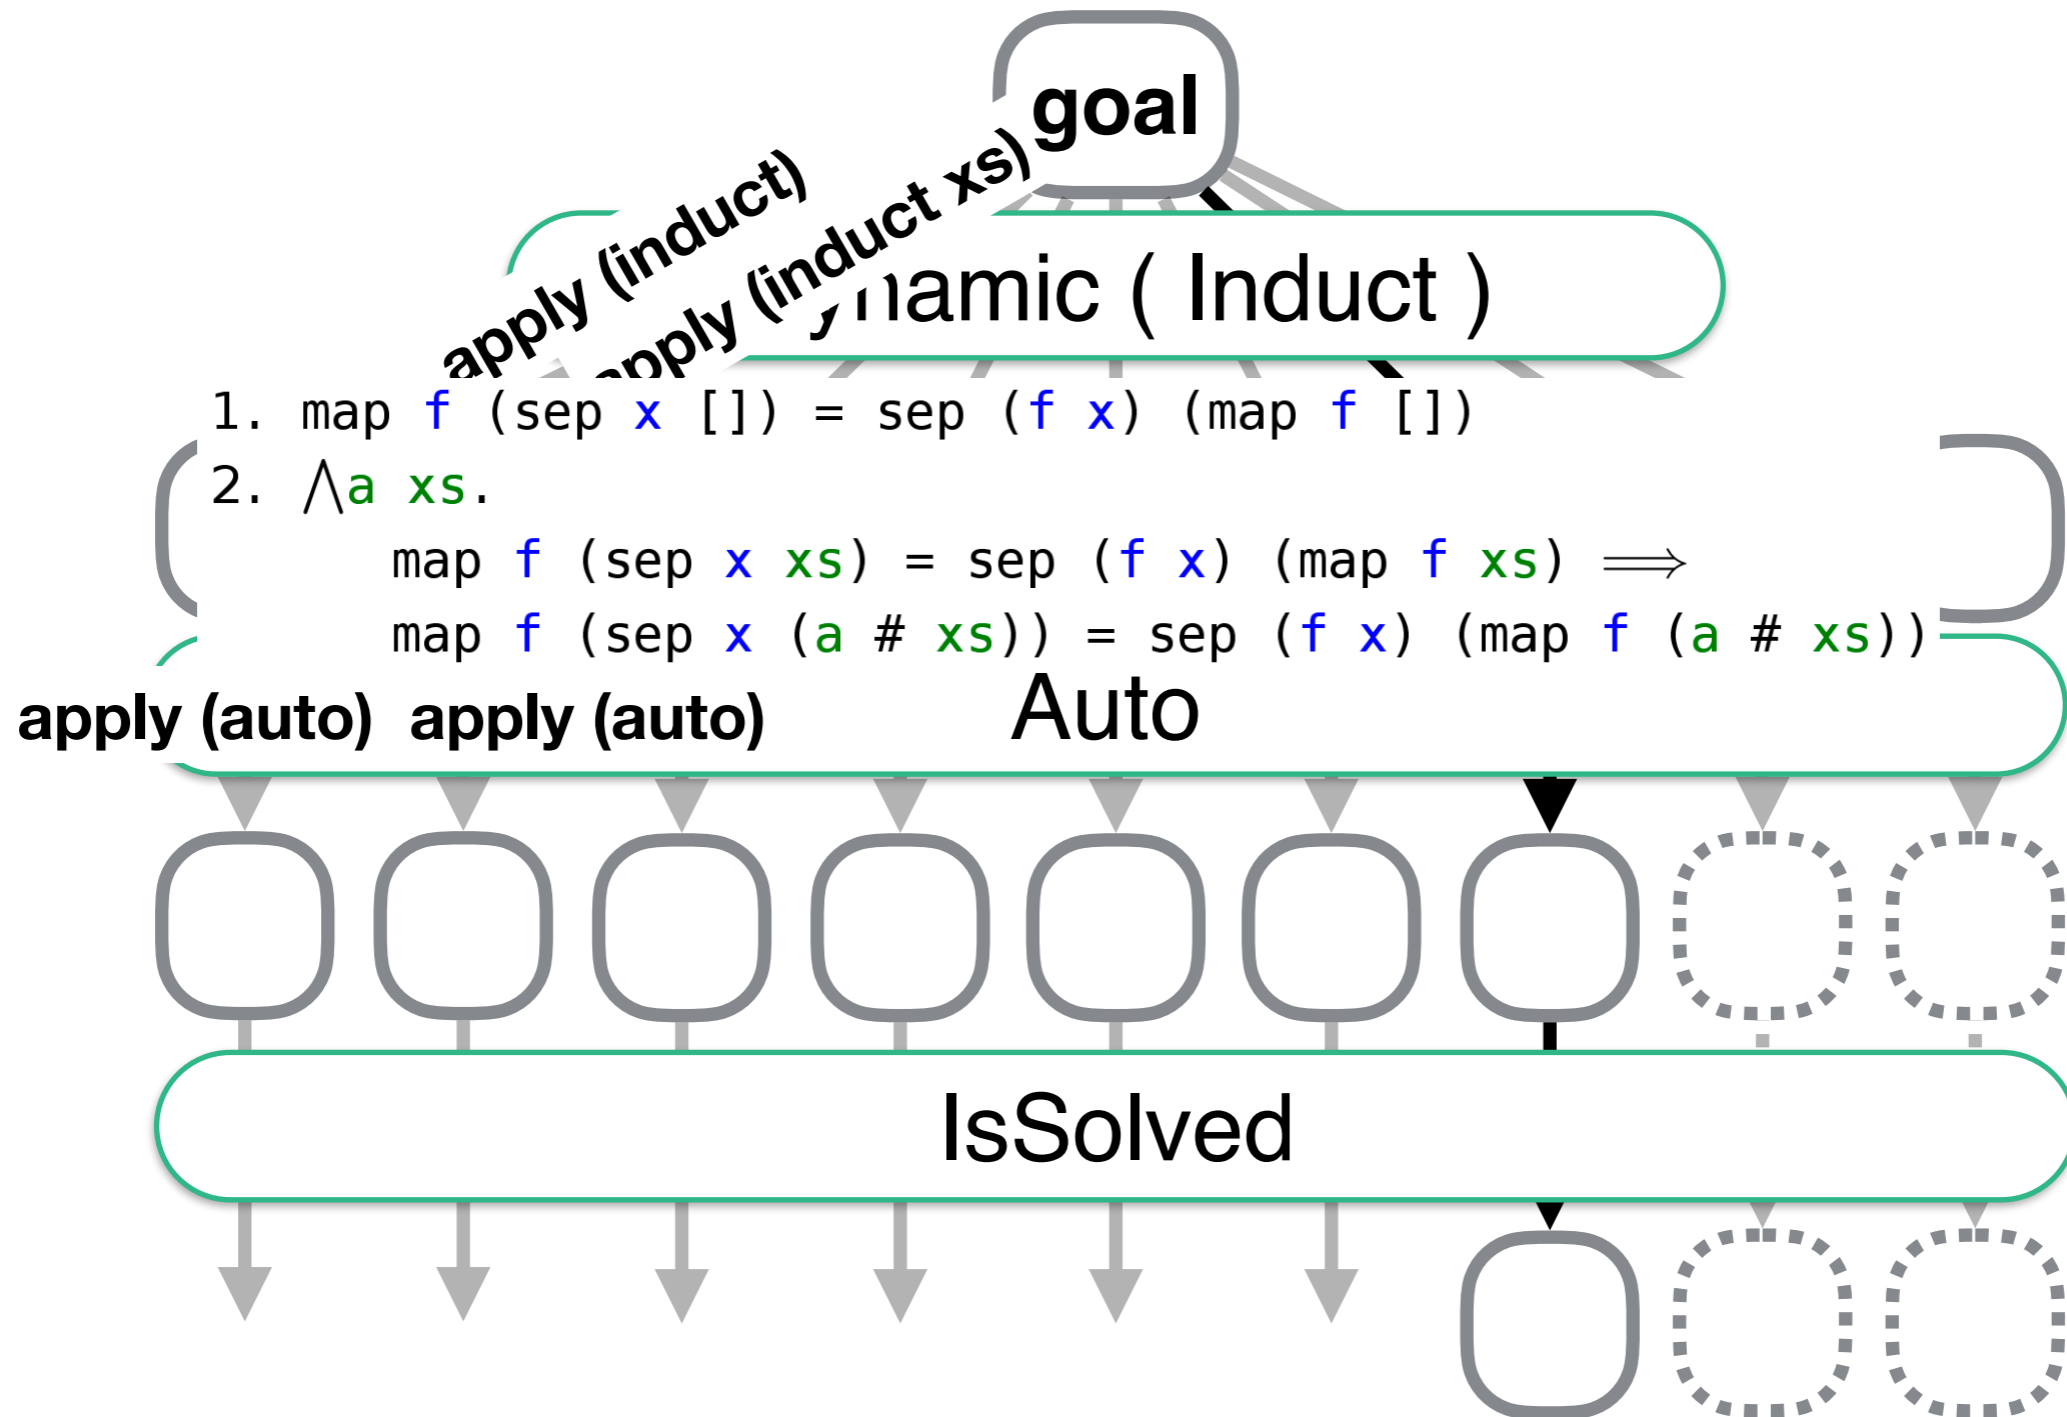 goal
apply (induct)
apply (induct xs)
namic ( Induct )
1. map f (sep x []) = sep (f x) (map f [])
2. ⋀a xs.
map f (sep x xs) = sep (f x) (map f xs) ⟹
map f (sep x (a # xs)) = sep (f x) (map f (a # xs))
apply (auto) apply (auto) Auto
IsSolved